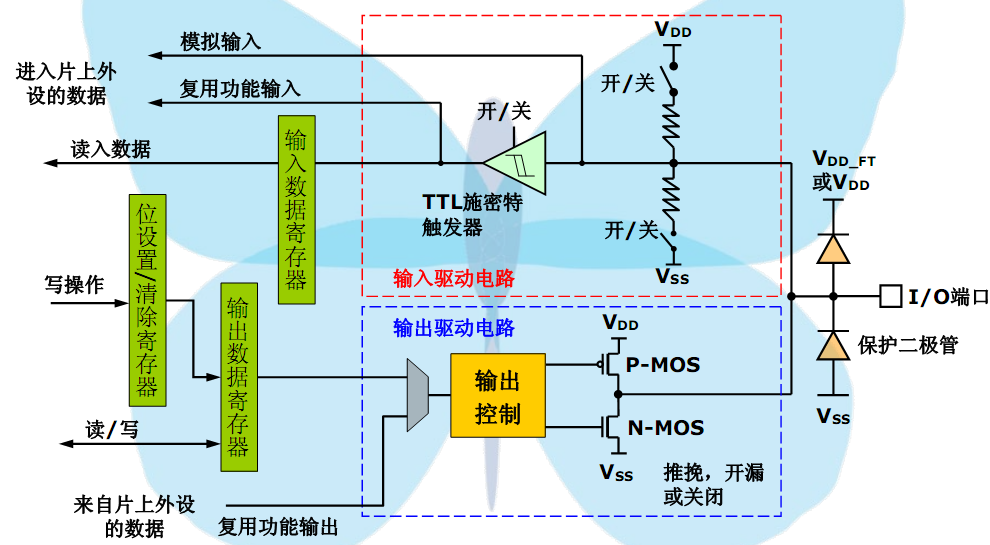 模拟输入
进入片上外
设的数据
复用功能输入
读入数据
输入数据寄存器
开/关
TTL施密特
触发器
VDD
开/关
开/关
VSS
输入驱动电路
VDD_FT
或VDD
I/O端口
保护二极管
VSS
位设置/清除寄存器
写操作
输出数据寄存器
读/写
来自片上外设
的数据
复用功能输出
输出驱动电路
输出
控制
VDD
P-MOS
N-MOS
VSS
推挽，开漏
或关闭